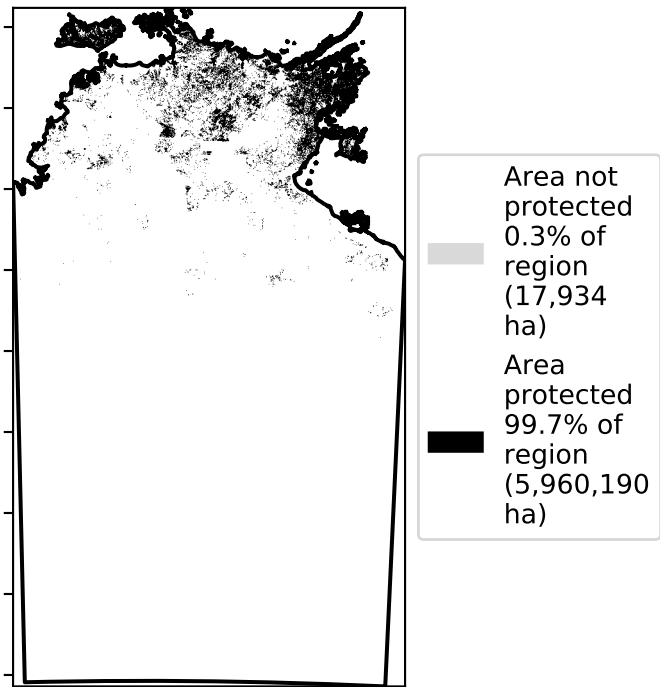 Area not
protected
0.3% of
region
(17,934
ha)
Area
protected
99.7% of
region
(5,960,190
ha)